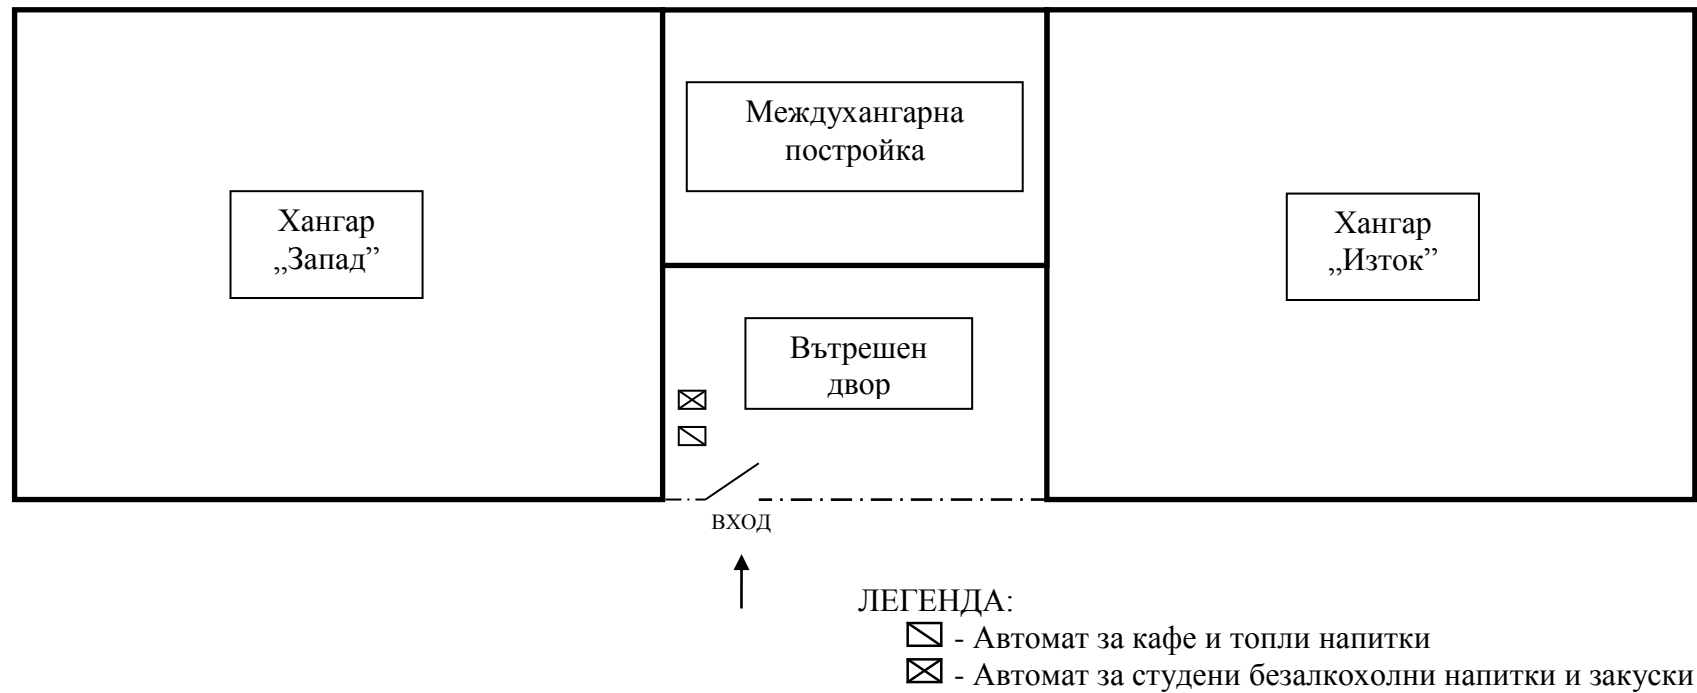 Междухангарна
постройка
Хангар
„Запад”
Хангар
„Изток”
Вътрешен
двор
ВХОД
ЛЕГЕНДА:
- Автомат за кафе и топли напитки
- Автомат за студени безалкохолни напитки и закуски